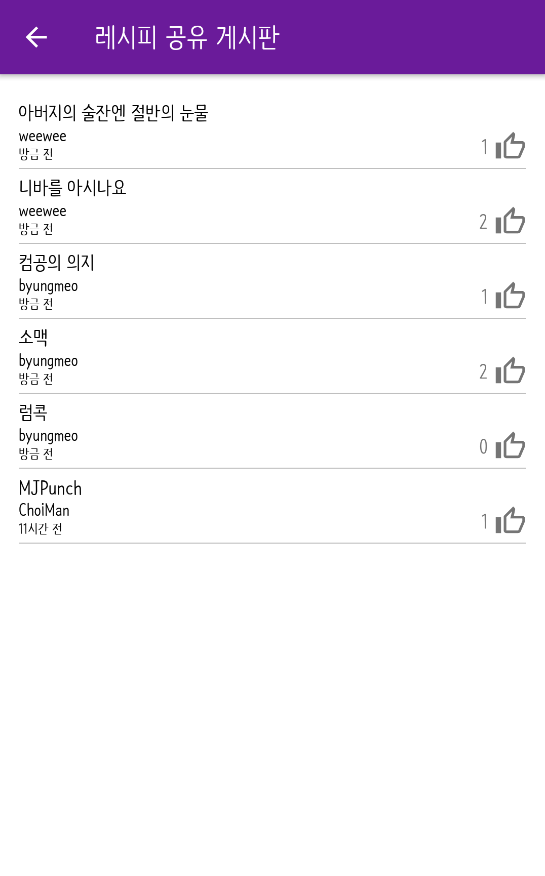 레시피 공유 게시판
아버지의 술잔엔 절반의 눈물
weewee
방금 전
1
니바를 아시나요
weewee
방금 전
2
컴공의 의지
byungmeo
방금 전
1
소맥
byungmeo
방금 전
2
럼콕
byungmeo
방금 전
0
MJPunch
ChoiMan
11시간 전
1